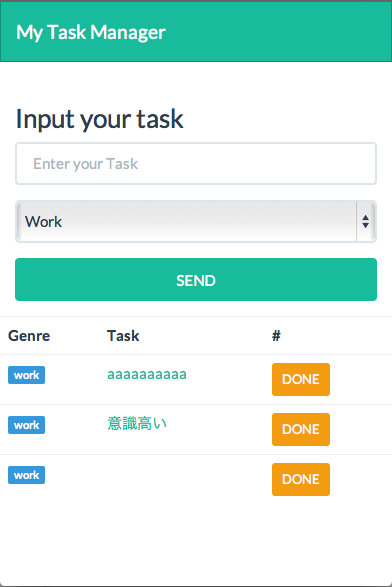 My Task Manager
Input your task
Enter your Task
Work
SEND
Genre Task #
work aaaaaaaaaa DONE
work 意識高い DONE
work DONE